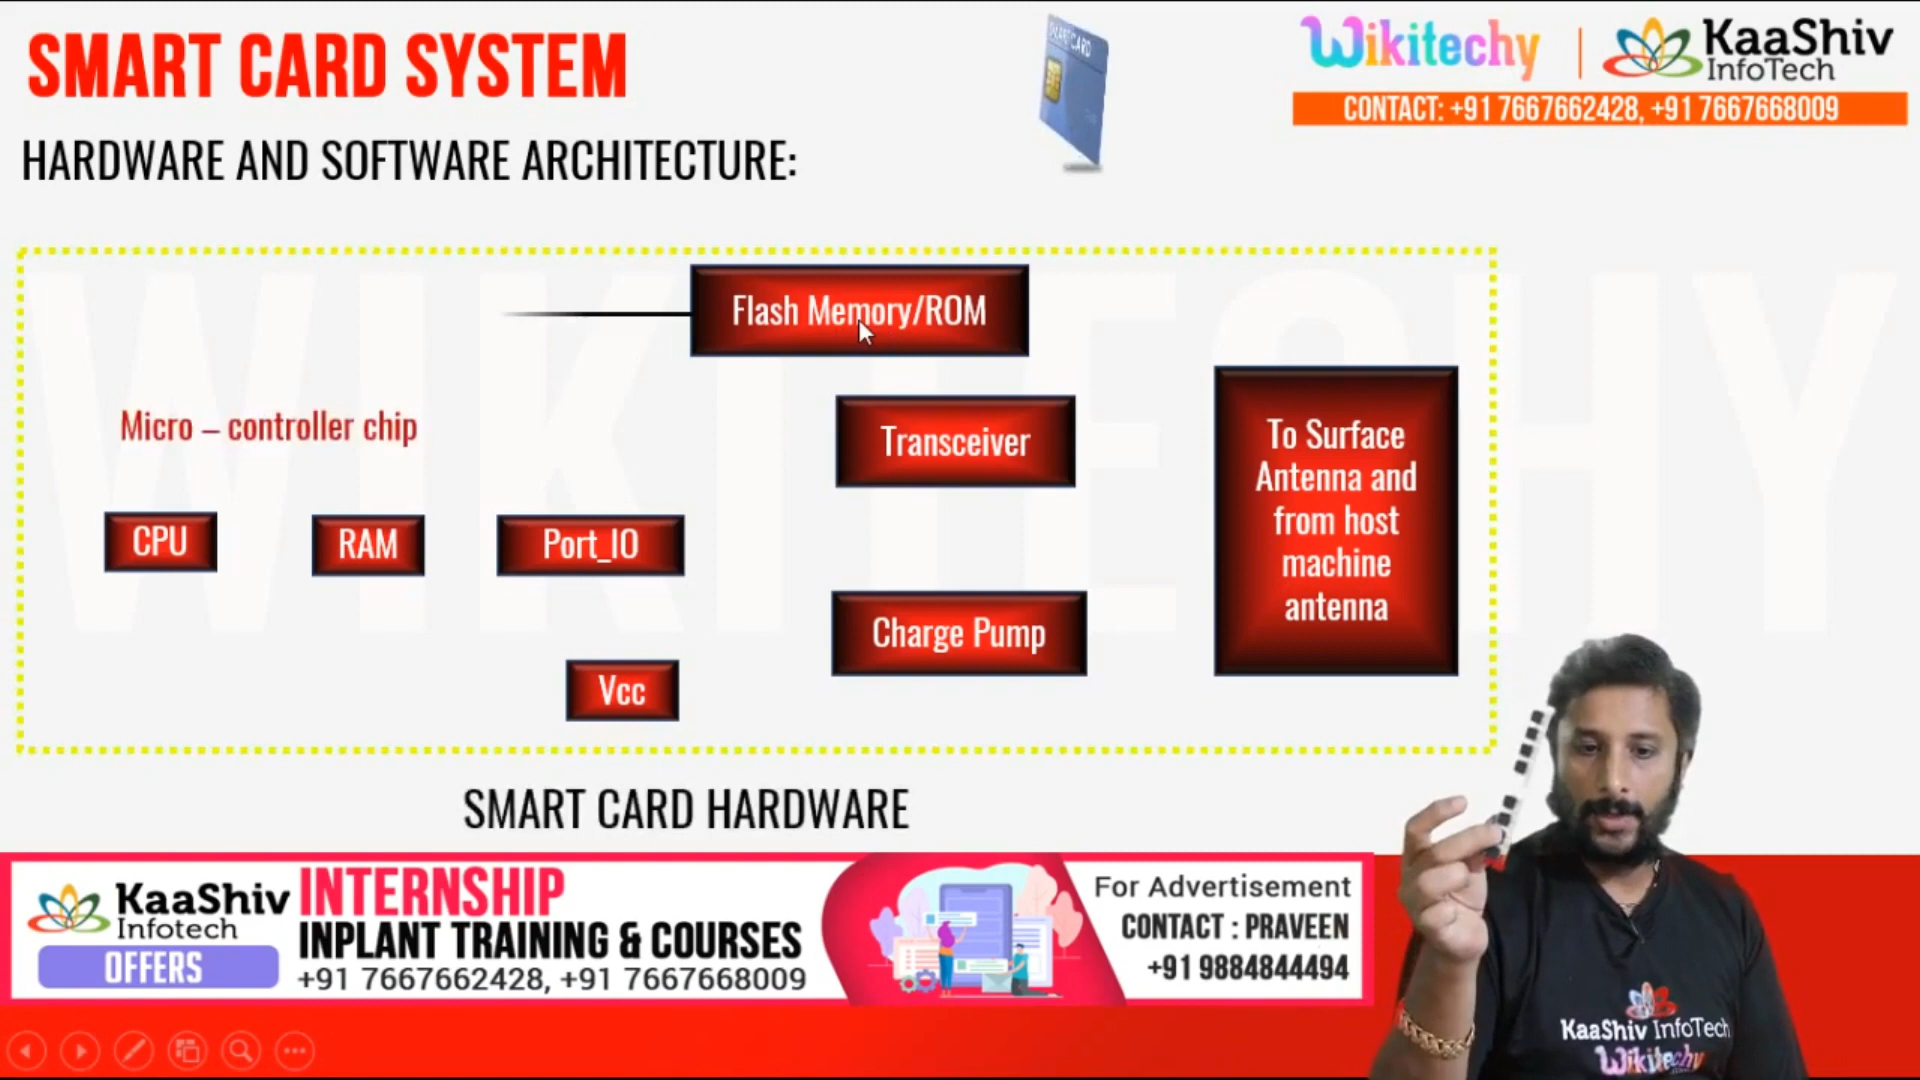 SMART CARD SYSTEM
Wikitechy
KaaShiv
InfoTech
CONTACT: +91 7667662428, +91 7667668009
HARDWARE AND SOFTWARE ARCHITECTURE:
WIKITECHY
Flash Memory/ROM
Micro – controller chip
Transceiver
To Surface
Antenna and
from host
machine
antenna
CPU
RAM
Port_IO
Charge Pump
Vcc
SMART CARD HARDWARE
KaaShiv
Infotech
OFFERS
INTERNSHIP
INPLANT TRAINING & COURSES
+91 7667662428, +91 7667668009
For Advertisement
CONTACT : PRAVEEN
+91 9884844494
KaaShiv InfoTech
Wikitechy